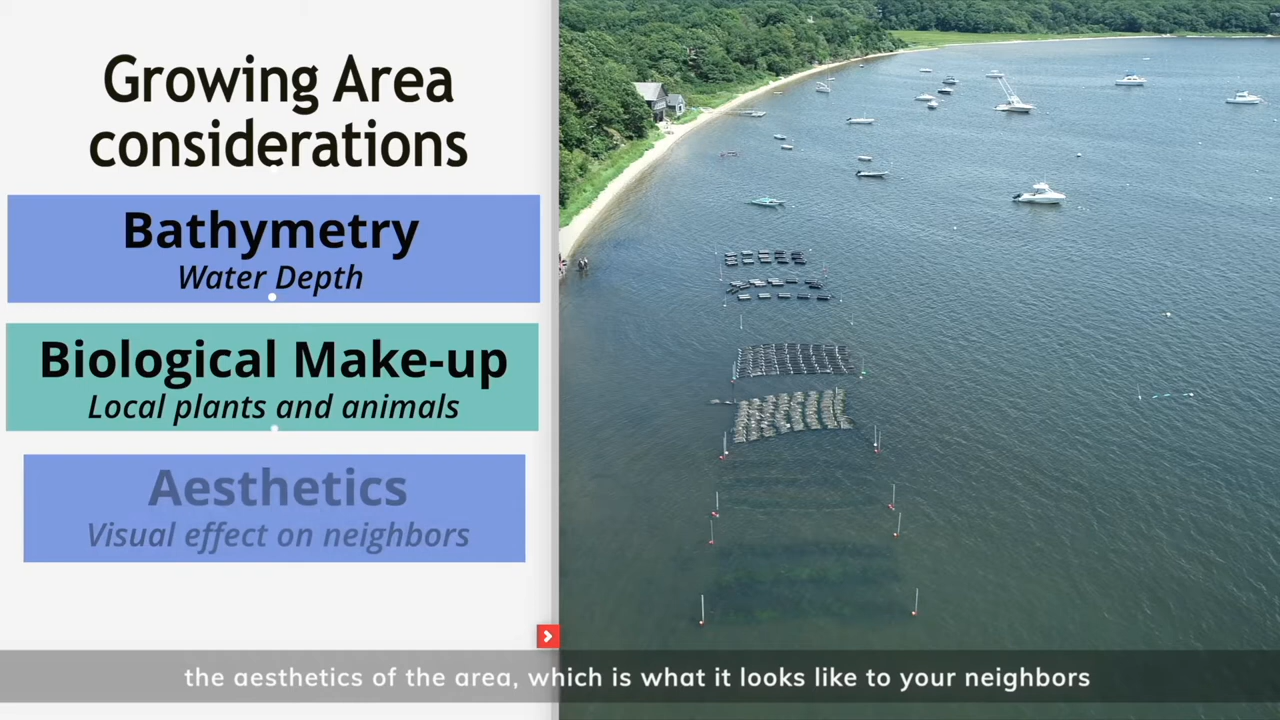 Growing Area
considerations
Bathymetry
Water Depth
Biological Make-up
Local plants and animals
Aesthetics
Visual effect on neighbors
the aesthetics of the area, which is what it looks like to your neighbors